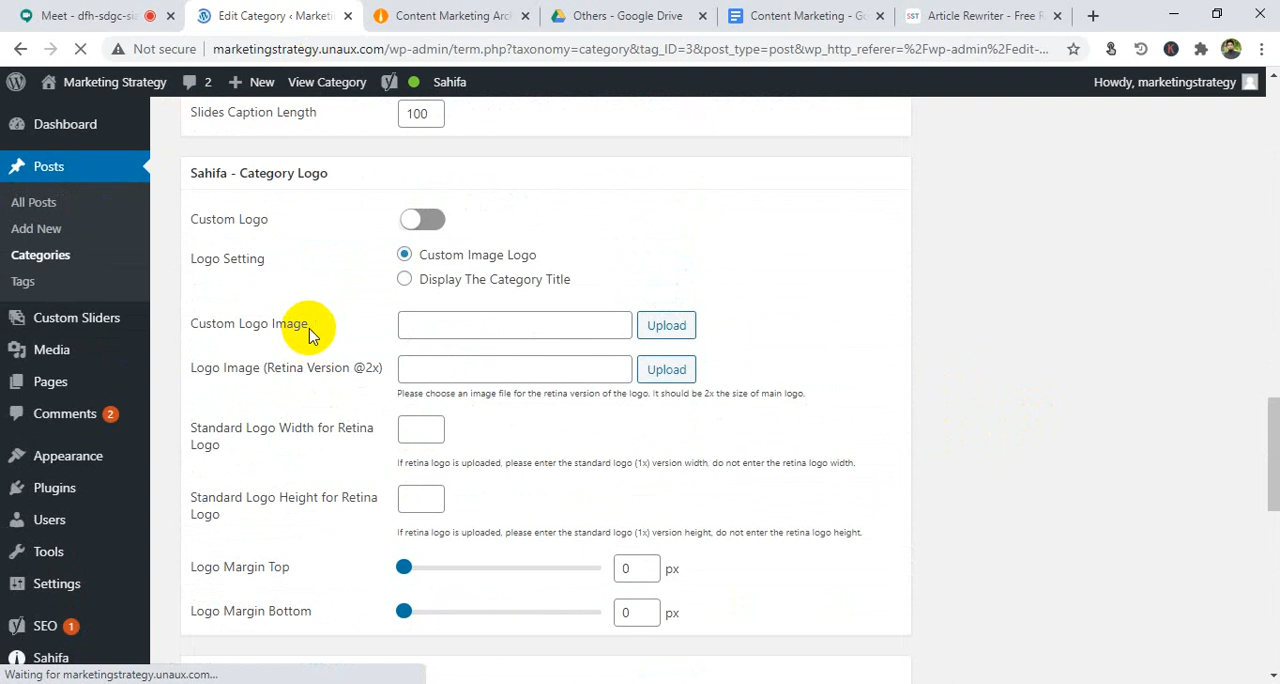 Meet - dfh-sdgc-si
Edit Category ‹ Marketi
Content Marketing Arc
Others - Google Drive
Content Marketing - Go
SST
Article Rewriter - Free R
Not secure
marketingstrategy.unaux.com/wp-admin/term.php?taxonomy=category&tag_ID=3&post_type=post&wp_http_referer=%2Fwp-admin%2Fedit-...
Marketing Strategy
2
New
View Category
Sahifa
Howdy, marketingstrategy
Dashboard
Posts
All Posts
Add New
Categories
Tags
Custom Sliders
Media
Pages
Comments 2
Appearance
Plugins
Users
Tools
Settings
SEO 1
Sahifa
Slides Caption Length
100
Sahifa - Category Logo
Custom Logo
Logo Setting
Custom Image Logo
Display The Category Title
Custom Logo Image
Upload
Logo Image (Retina Version @2x)
Upload
Please choose an image file for the retina version of the logo. It should be 2x the size of main logo.
Standard Logo Width for Retina
Logo
If retina logo is uploaded, please enter the standard logo (1x) version width, do not enter the retina logo width.
Standard Logo Height for Retina
Logo
If retina logo is uploaded, please enter the standard logo (1x) version height, do not enter the retina logo height.
Logo Margin Top
0 px
Logo Margin Bottom
0 px
Waiting for marketingstrategy.unaux.com...